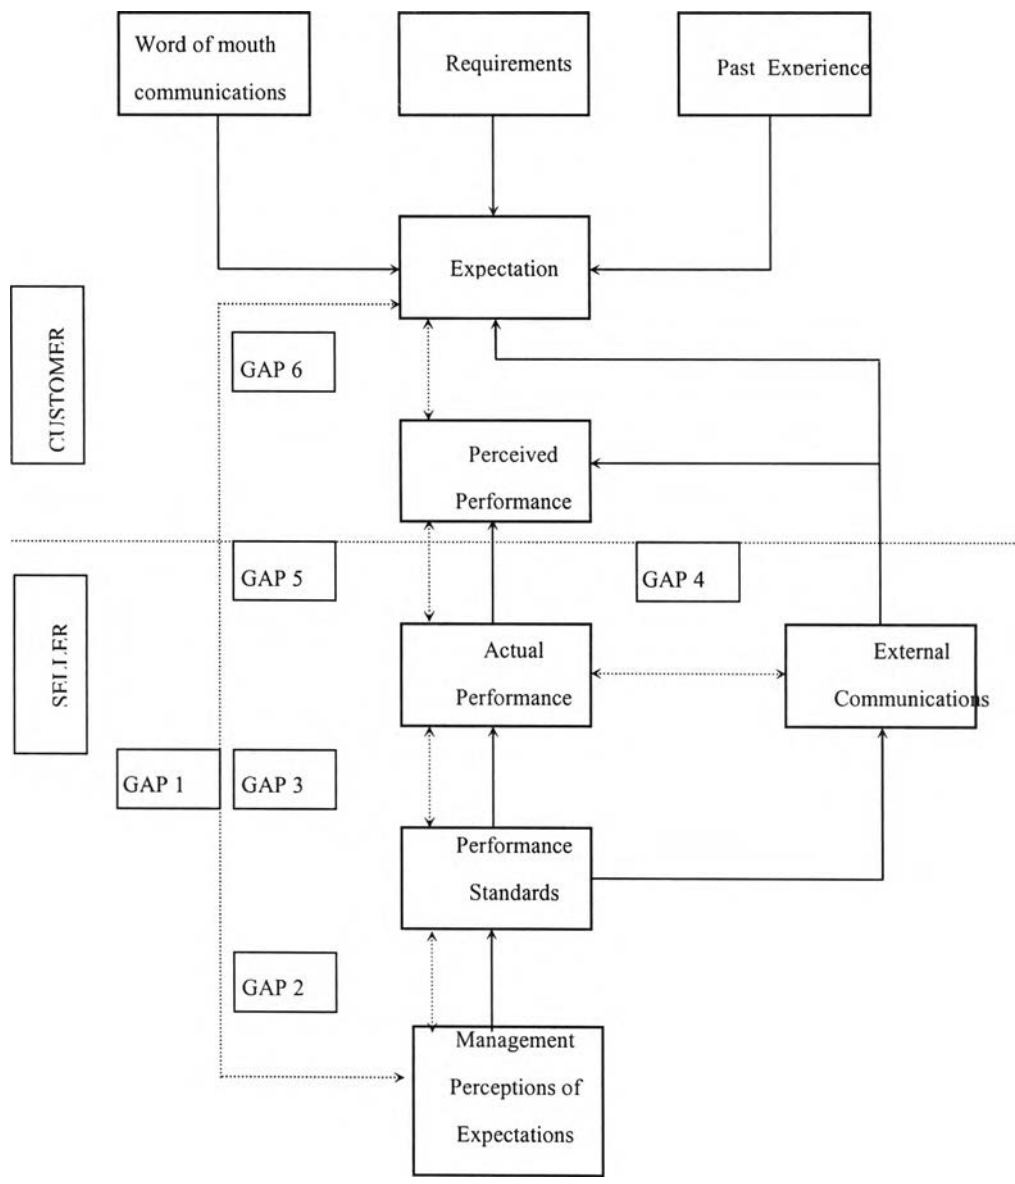 Word of mouth
communications
Requirements
Past Experience
Expectation
CUSTOMER
GAP 6
Perceived
Performance
GAP 5
GAP 4
SELLER
Actual
Performance
External
Communications
GAP 1
GAP 3
Performance
Standards
GAP 2
Management
Perceptions of
Expectations